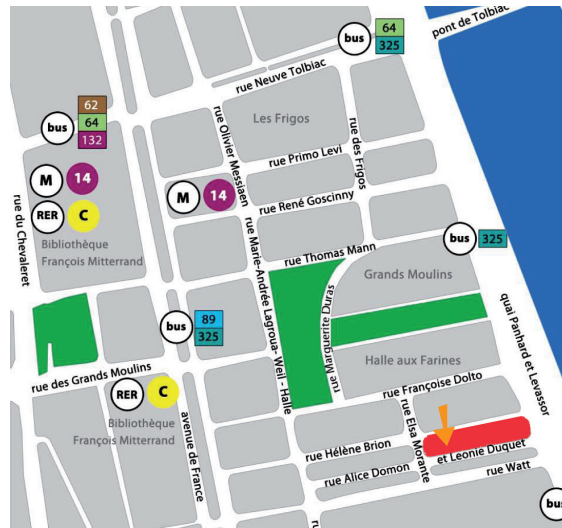 pont de Tolbiac
64
bus
325
rue Neuve Tolbiac
62
64
bus
132
Les Frigos
rue Olivier Messiaen
rue des Frigos
rue Primo Levi
M
14
M
14
RER
C
rue René Goscinny
rue du Chevaleret
Bibliothèque
François Mitterrand
rue Thomas Mann
bus
325
Grands Moulins
rue Marie-Andrée Lagroua- Weil - Halle
rue Marguerite Duras
quai Panhard et Levassor
89
bus
325
Halle aux Farines
rue des Grands Moulins
RER
C
rue Françoise Dolto
Bibliothèque
François Mitterrand
avenue de France
rue Elsa Morante
rue Hélène Brion
et Leonie Duquet
rue Alice Domon
rue Watt
bus